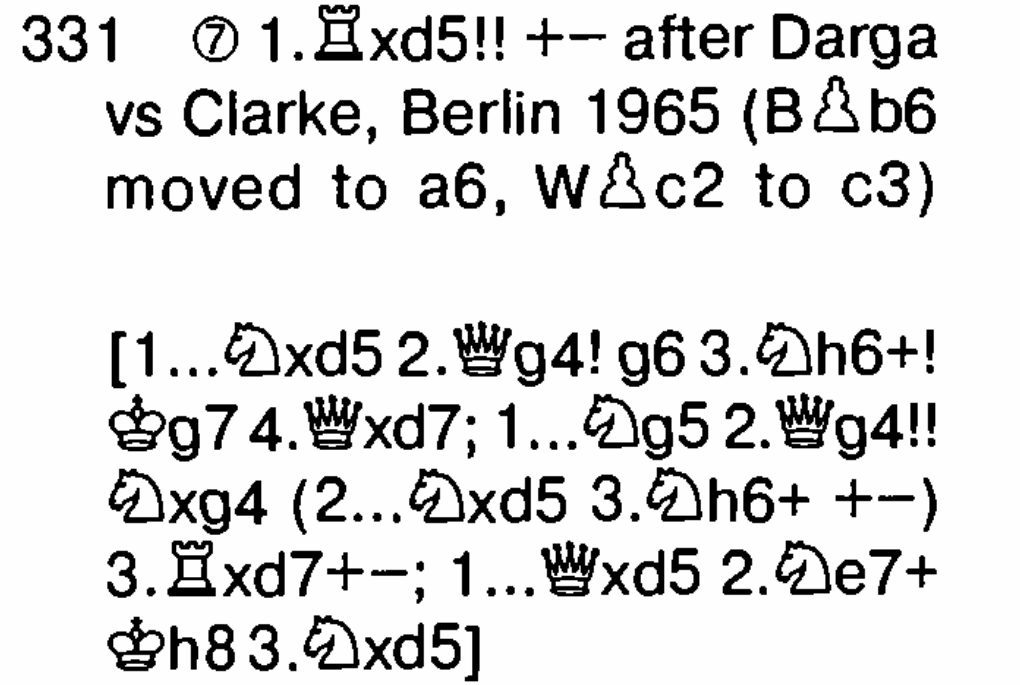 331 ⑦ 1.♖xd5!! +− after Darga
vs Clarke, Berlin 1965 (B♙b6
moved to a6, W♙c2 to c3)
[1...♘xd5 2.♕g4! g6 3.♘h6+!
♔g7 4.♕xd7; 1...♘g5 2.♕g4!!
♘xg4 (2...♘xd5 3.♘h6+ +−)
3.♖xd7+−; 1...♕xd5 2.♘e7+
♔h8 3.♘xd5]